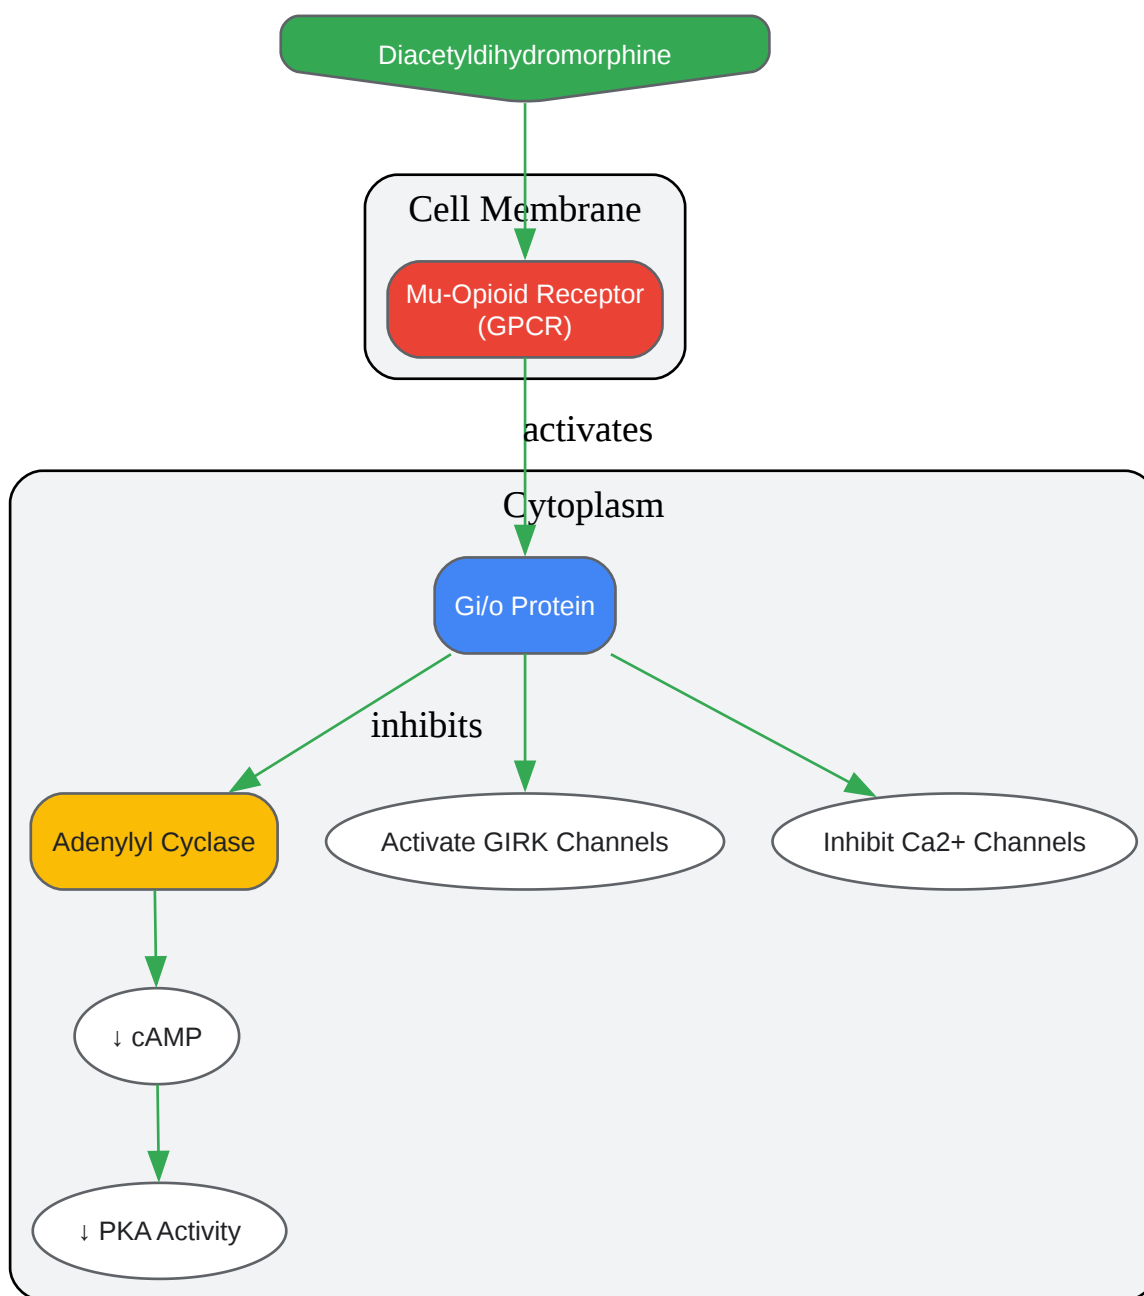 Diacetyldihydromorphine
Cell Membrane
Mu-Opioid Receptor
(GPCR)
activates
Cytoplasm
Gi/o Protein
inhibits
Adenylyl Cyclase
Activate GIRK Channels
Inhibit Ca2+ Channels
↓ cAMP
↓ PKA Activity